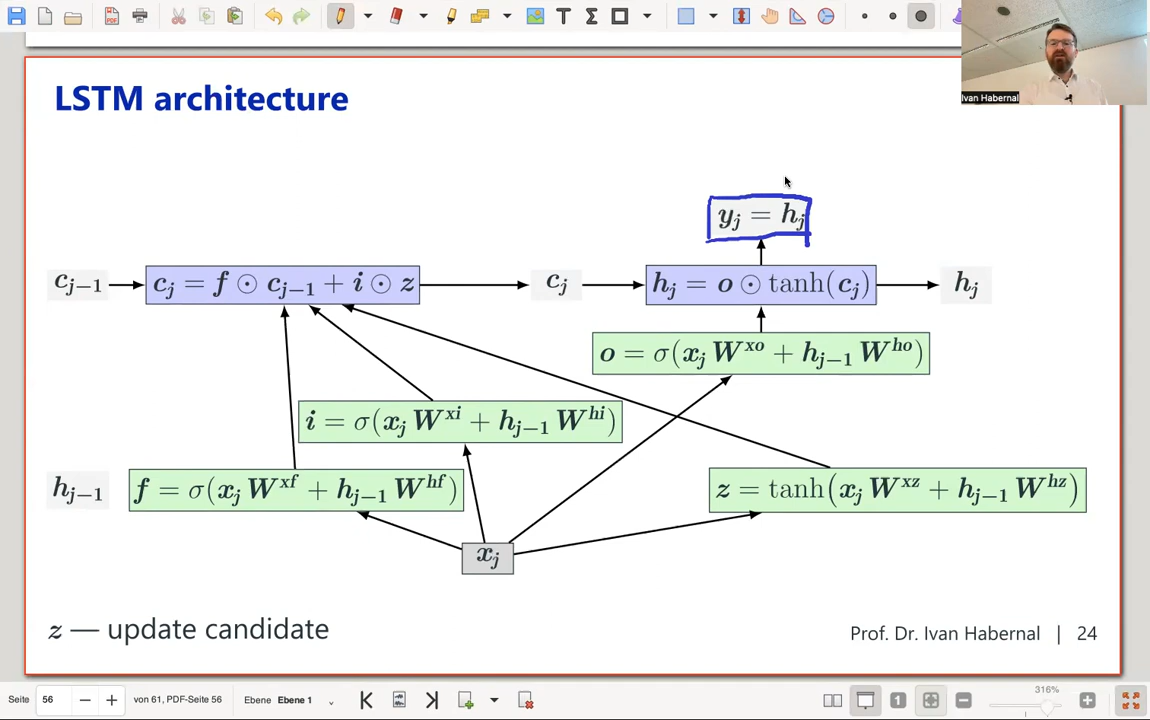 Ivan Habernal
LSTM architecture
y_j = h_j
c_{j−1}
c_j = f ⊙ c_{j−1} + i ⊙ z
c_j
h_j = o ⊙ tanh(c_j)
h_j
o = σ(x_j W^{xo} + h_{j−1} W^{ho})
i = σ(x_j W^{xi} + h_{j−1} W^{hi})
h_{j−1}
f = σ(x_j W^{xf} + h_{j−1} W^{hf})
z = tanh(x_j W^{xz} + h_{j−1} W^{hz})
x_j
z — update candidate
Prof. Dr. Ivan Habernal | 24
Seite 56 von 61, PDF-Seite 56 Ebene Ebene 1
316%